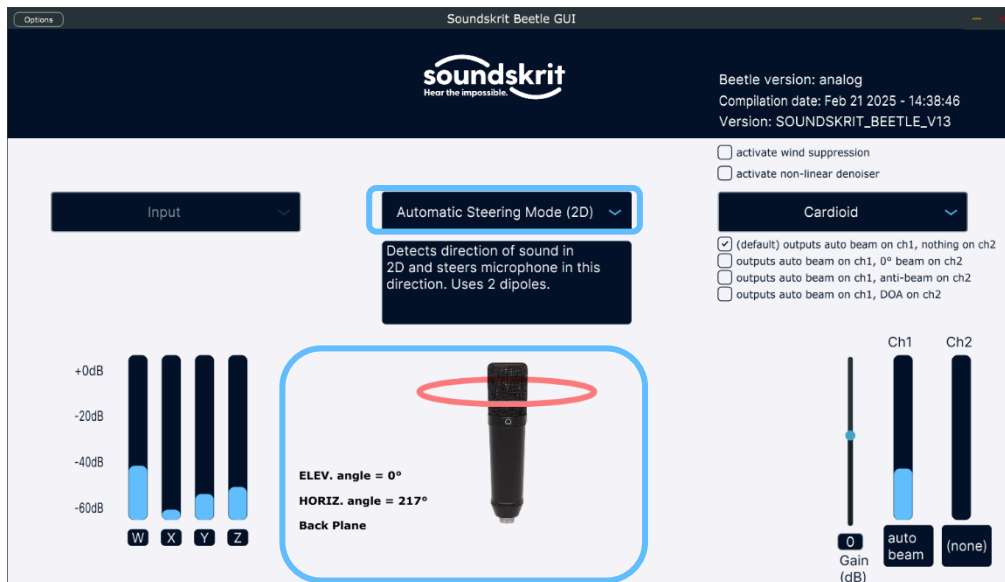 Options
Soundskrit Beetle GUI
soundskrit
Hear the impossible.
Beetle version: analog
Compilation date: Feb 21 2025 - 14:38:46
Version: SOUNDSKRIT_BEETLE_V13
activate wind suppression
activate non-linear denoiser
Input
Automatic Steering Mode (2D)
Cardioid
Detects direction of sound in
2D and steers microphone in this
direction. Uses 2 dipoles.
(default) outputs auto beam on ch1, nothing on ch2
outputs auto beam on ch1, 0° beam on ch2
outputs auto beam on ch1, anti-beam on ch2
outputs auto beam on ch1, DOA on ch2
+0dB
-20dB
-40dB
-60dB
W X Y Z
ELEV. angle = 0°
HORIZ. angle = 217°
Back Plane
Ch1 Ch2
0
Gain
(dB)
auto
beam
(none)